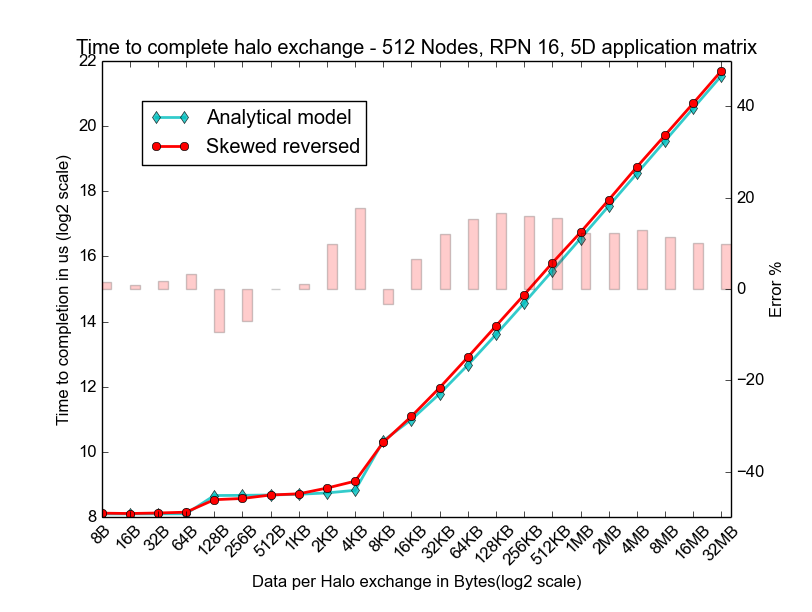 Time to complete halo exchange - 512 Nodes, RPN 16, 5D application matrix
22
20
18
16
14
12
10
8
Time to completion in us (log2 scale)
Analytical model
Skewed reversed
40
20
0
−20
−40
Error %
8B
16B
32B
64B
128B
256B
512B
1KB
2KB
4KB
8KB
16KB
32KB
64KB
128KB
256KB
512KB
1MB
2MB
4MB
8MB
16MB
32MB
Data per Halo exchange in Bytes(log2 scale)